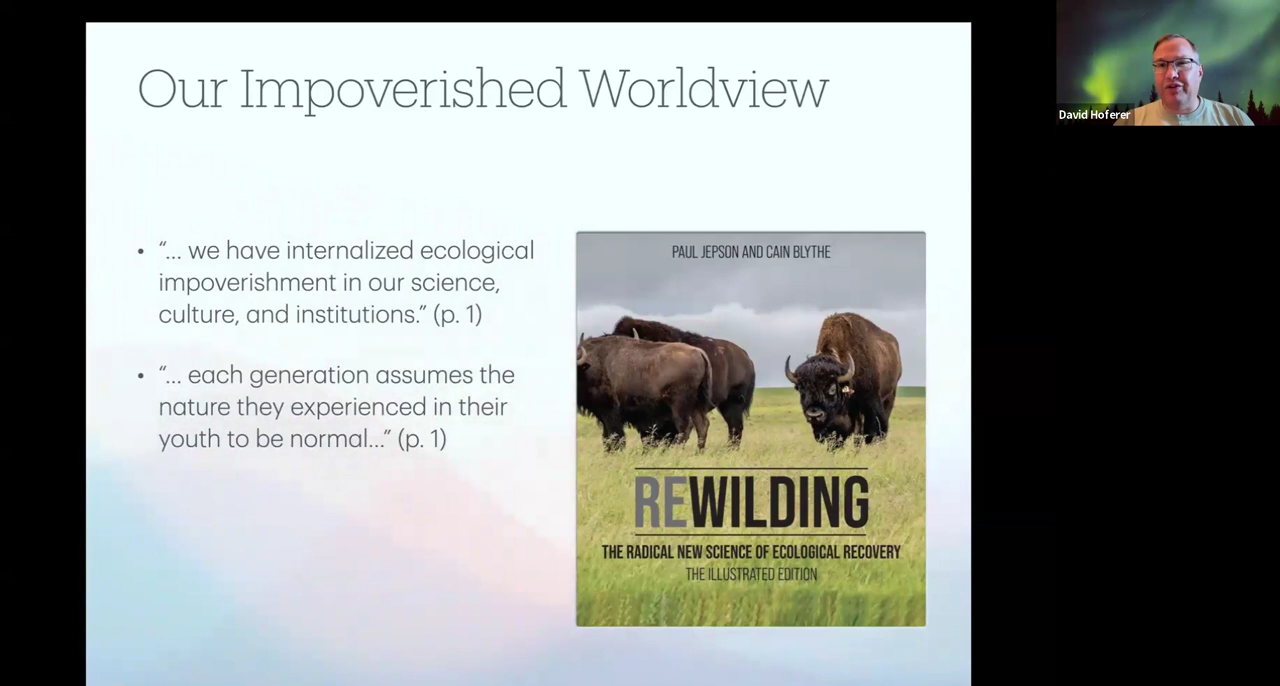 Our Impoverished Worldview
• “... we have internalized ecological
impoverishment in our science,
culture, and institutions.” (p. 1)
• “... each generation assumes the
nature they experienced in their
youth to be normal...” (p. 1)
PAUL JEPSON AND CAIN BLYTHE
REWILDING
THE RADICAL NEW SCIENCE OF ECOLOGICAL RECOVERY
THE ILLUSTRATED EDITION
David Hoferer